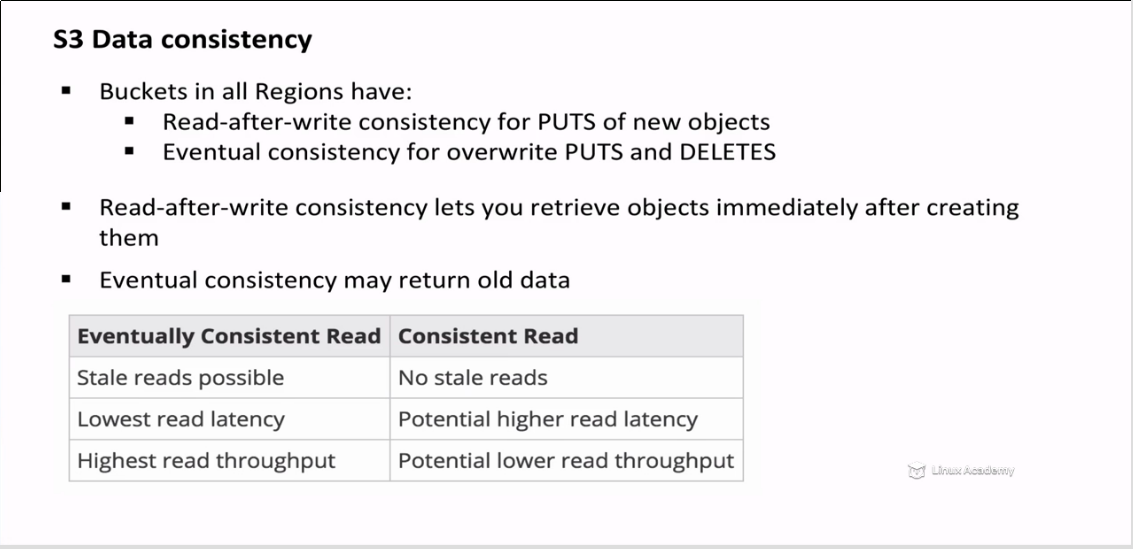 S3 Data consistency
▪ Buckets in all Regions have:
▪ Read-after-write consistency for PUTS of new objects
▪ Eventual consistency for overwrite PUTS and DELETES
▪ Read-after-write consistency lets you retrieve objects immediately after creating
them
▪ Eventual consistency may return old data
Eventually Consistent Read Consistent Read
Stale reads possible No stale reads
Lowest read latency Potential higher read latency
Highest read throughput Potential lower read throughput
Linux Academy